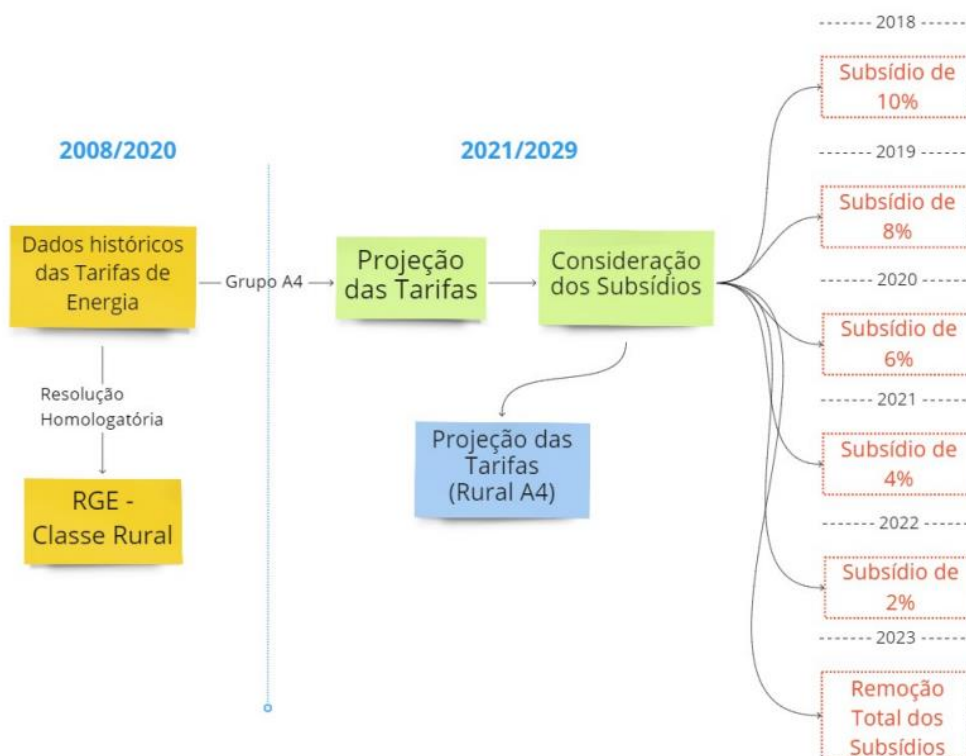 2008/2020
Dados históricos
das Tarifas de
Energia
Grupo A4
Resolução
Homologatória
RGE -
Classe Rural
2021/2029
Projeção
das Tarifas
Consideração
dos Subsídios
Projeção das
Tarifas
(Rural A4)
2018
Subsídio de
10%
2019
Subsídio de
8%
2020
Subsídio de
6%
2021
Subsídio de
4%
2022
Subsídio de
2%
2023
Remoção
Total dos
Subsídios